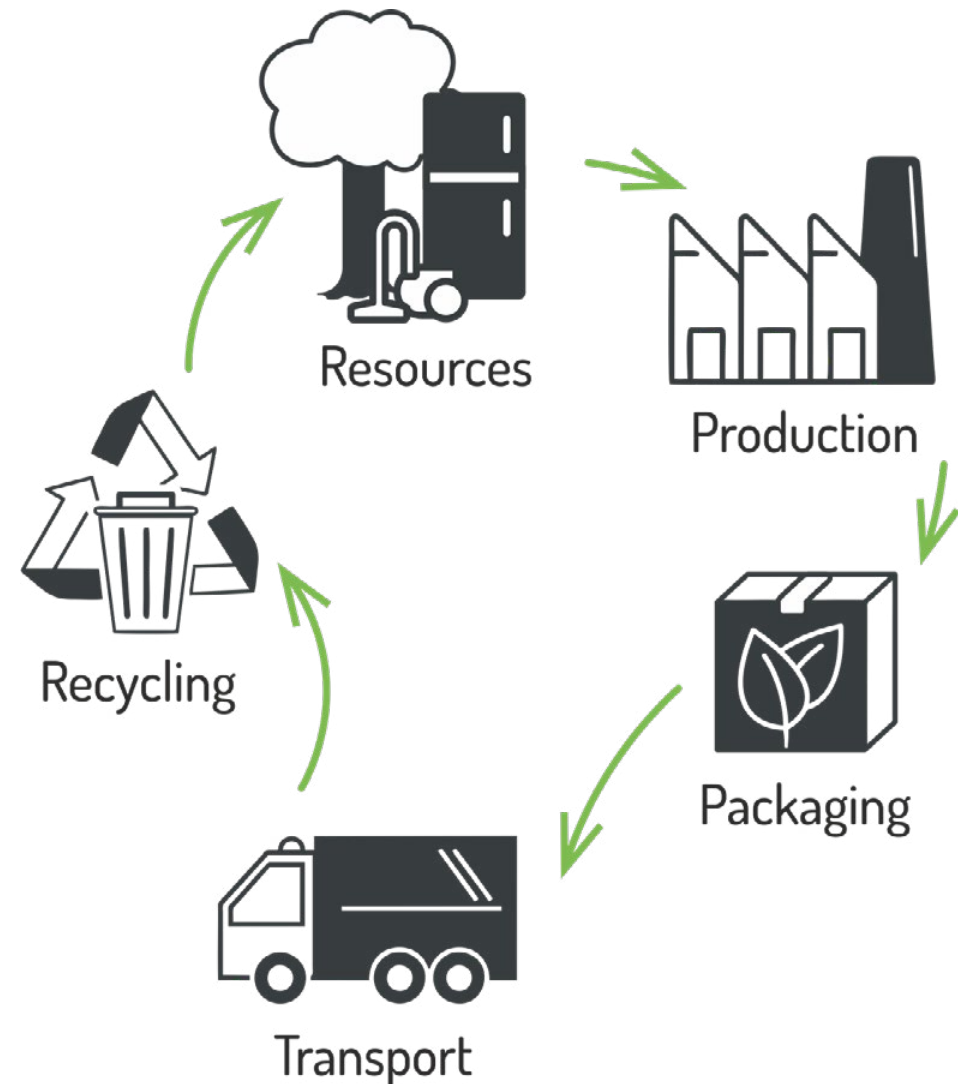 Resources
Production
Packaging
Transport
Recycling